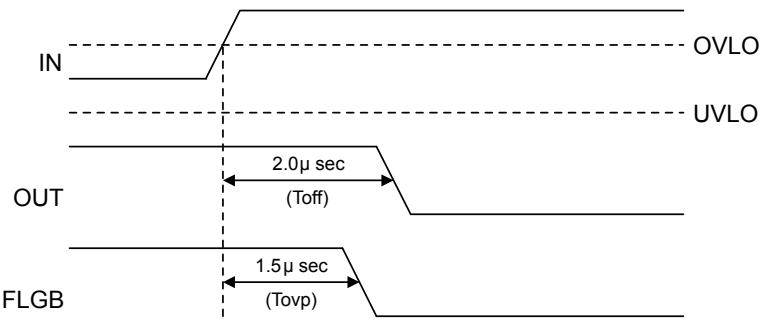 OVLO
IN
UVLO
2.0μ sec
(Toff)
OUT
1.5μ sec
(Tovp)
FLGB